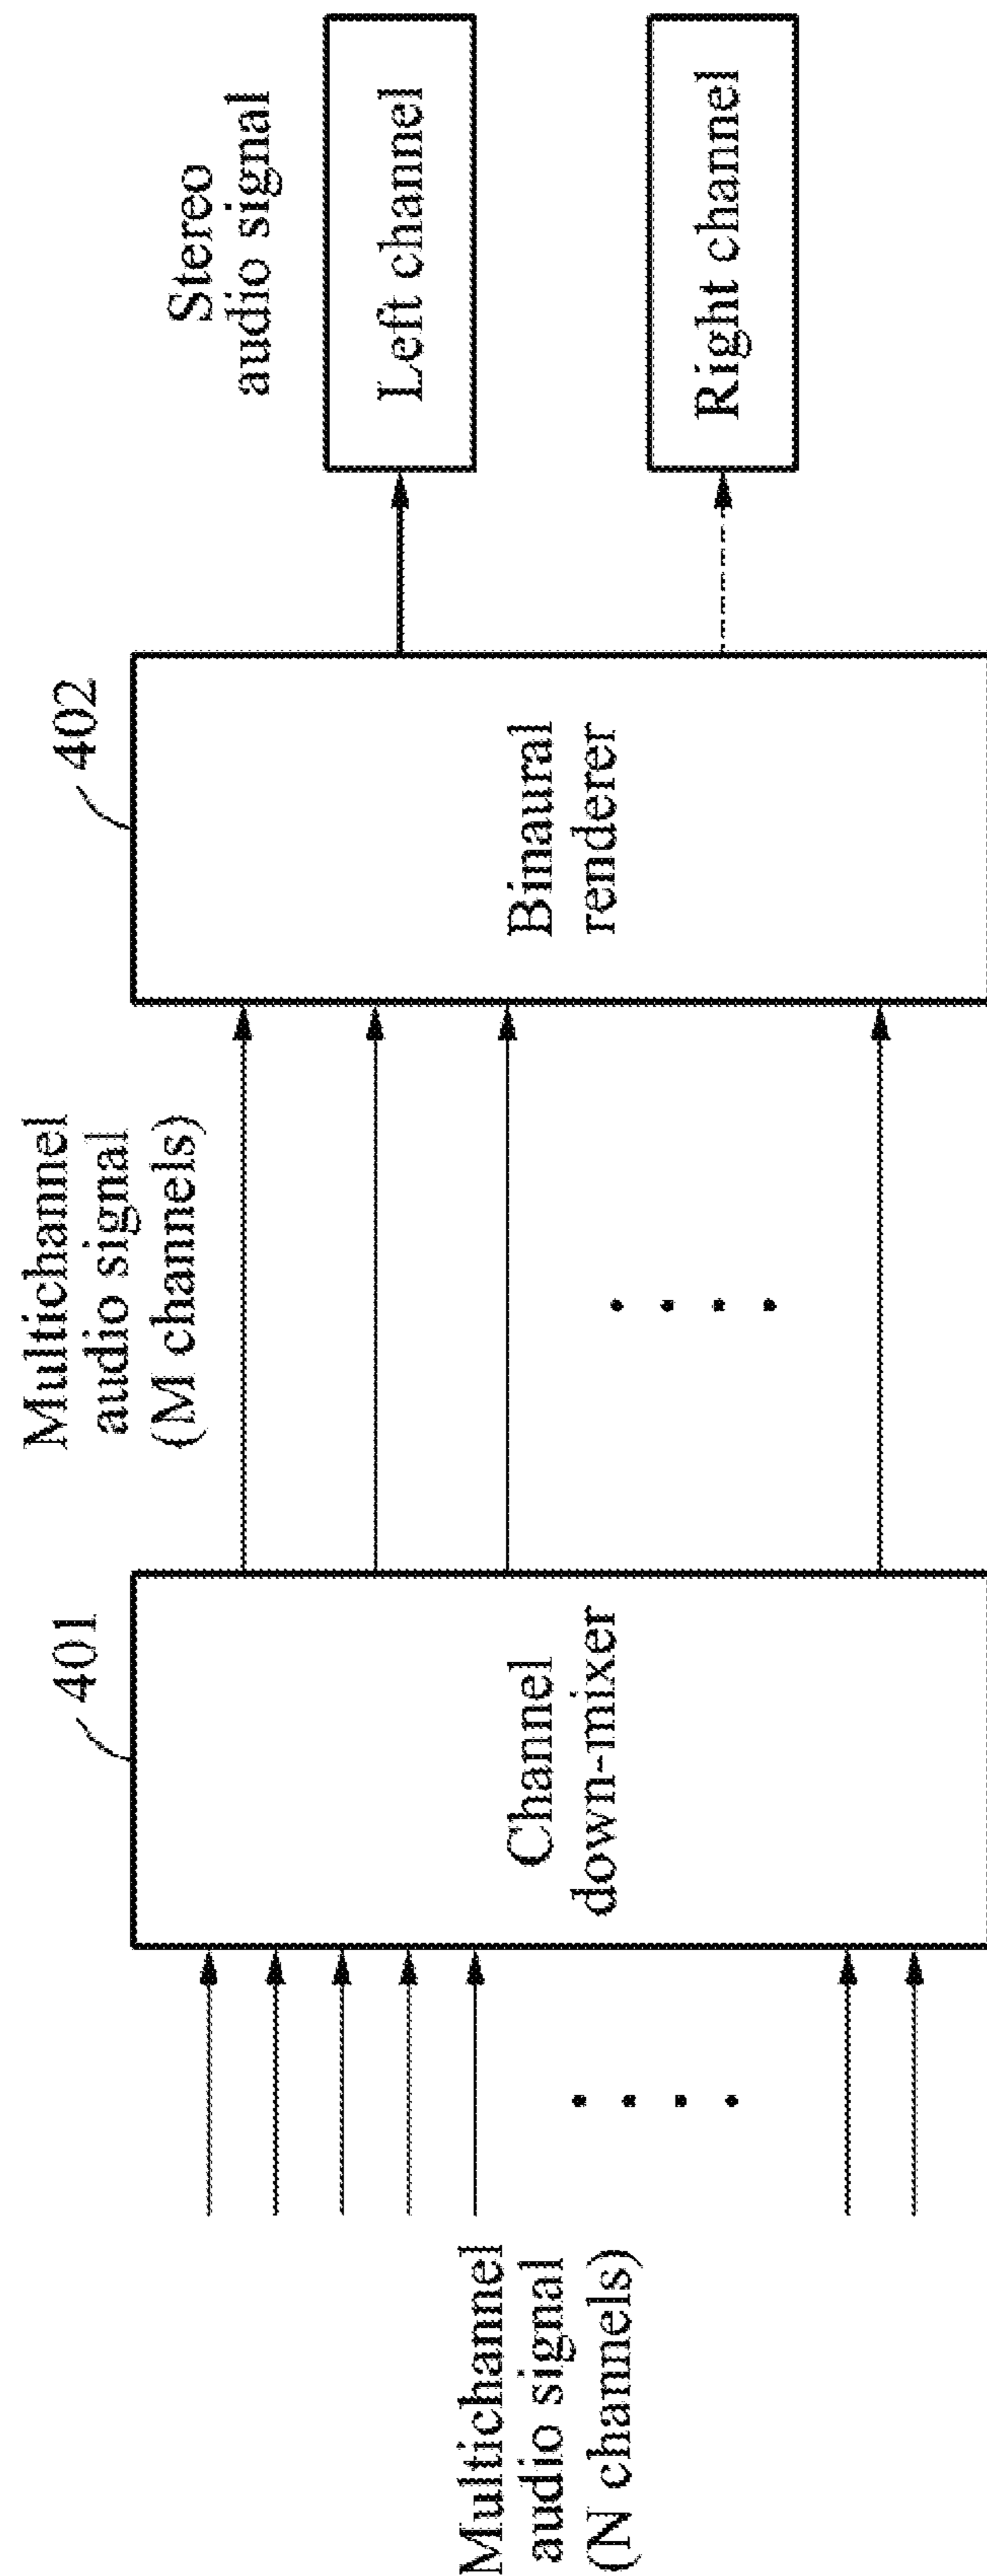 Multichannel
audio signal
(N channels)
401
Channel
down-mixer
Multichannel
audio signal
(M channels)
402
Binaural
renderer
Stereo
audio signal
Left channel
Right channel